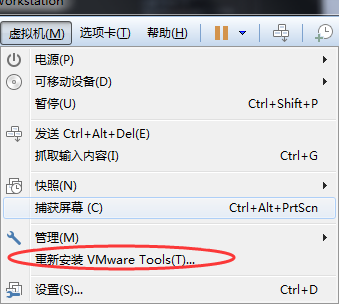 Workstation
虚拟机(M) 选项卡(T) 帮助(H)
电源(P)
可移动设备(D)
暂停(U) Ctrl+Shift+P
发送 Ctrl+Alt+Del(E)
抓取输入内容(I) Ctrl+G
快照(N)
捕获屏幕 (C) Ctrl+Alt+PrtScn
管理(M)
重新安装 VMware Tools(T)...
设置(S)... Ctrl+D